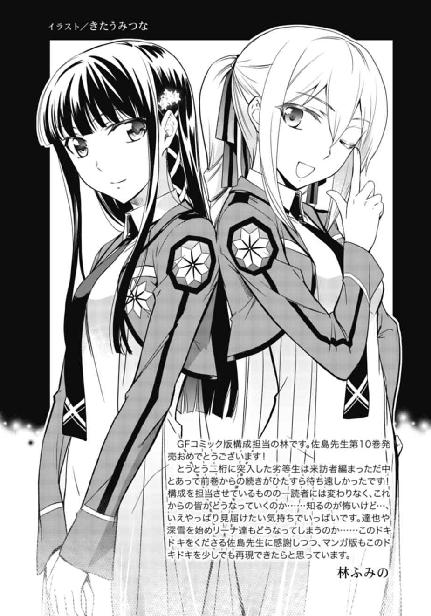 イラスト／きたうみつな
GFコミック版構成担当の林です。佐島先生第10巻発
売おめでとうございます！
とうとう二桁に突入した劣等生は来訪者編まっただ中
とあって前巻からの続きがひたすら待ち遠しかったです！
構成を担当させているものの一読者には変わりなく、これ
からの皆がどうなっていくのか……知るのが怖いけど…、
いえやっぱり見届けたい気持ちでいっぱいです。達也や
深雪を始めリーナ達もどうなってしまうのか……このドキ
ドキをくださる佐島先生に感謝しつつ、マンガ版もこのド
キドキを少しでも再現できたらと思っています。
林ふみの